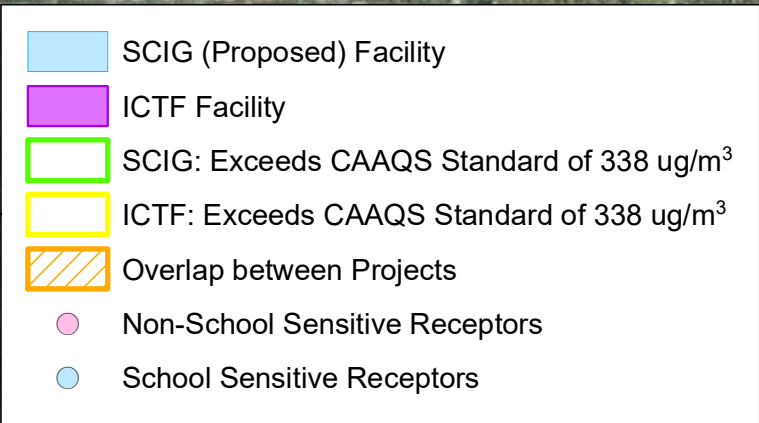 SCIG (Proposed) Facility
ICTF Facility
SCIG: Exceeds CAAQS Standard of 338 ug/m³
ICTF: Exceeds CAAQS Standard of 338 ug/m³
Overlap between Projects
Non-School Sensitive Receptors
School Sensitive Receptors